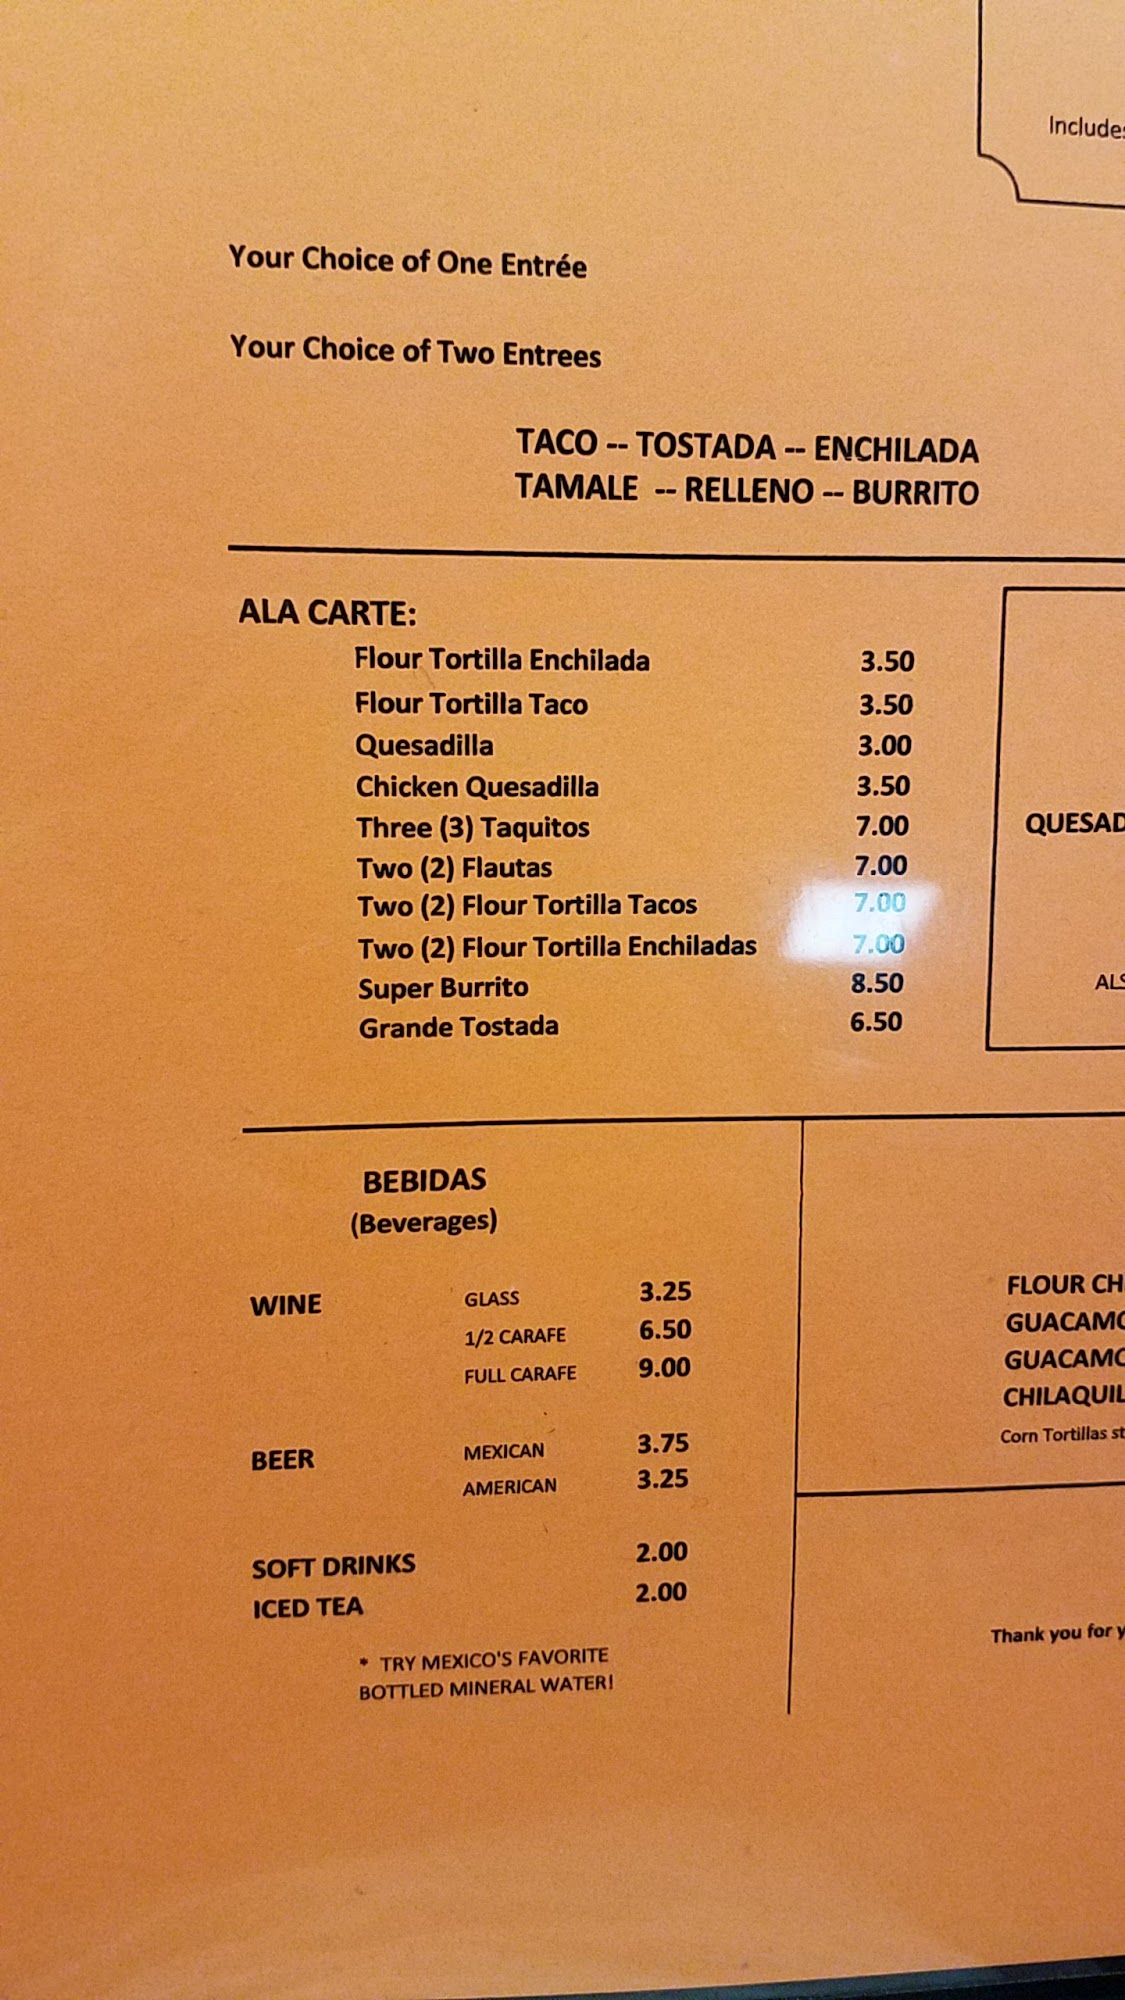 Includes
Your Choice of One Entrée
Your Choice of Two Entrees
TACO -- TOSTADA -- ENCHILADA
TAMALE -- RELLENO -- BURRITO
ALA CARTE:
Flour Tortilla Enchilada 3.50
Flour Tortilla Taco 3.50
Quesadilla 3.00
Chicken Quesadilla 3.50
Three (3) Taquitos 7.00
Two (2) Flautas 7.00
Two (2) Flour Tortilla Tacos 7.00
Two (2) Flour Tortilla Enchiladas 7.00
Super Burrito 8.50
Grande Tostada 6.50
QUESAD
ALS
BEBIDAS
(Beverages)
WINE GLASS 3.25
1/2 CARAFE 6.50
FULL CARAFE 9.00
BEER MEXICAN 3.75
AMERICAN 3.25
SOFT DRINKS 2.00
ICED TEA 2.00
* TRY MEXICO'S FAVORITE
BOTTLED MINERAL WATER!
FLOUR CH
GUACAMO
GUACAMO
CHILAQUIL
Corn Tortillas st
Thank you for y